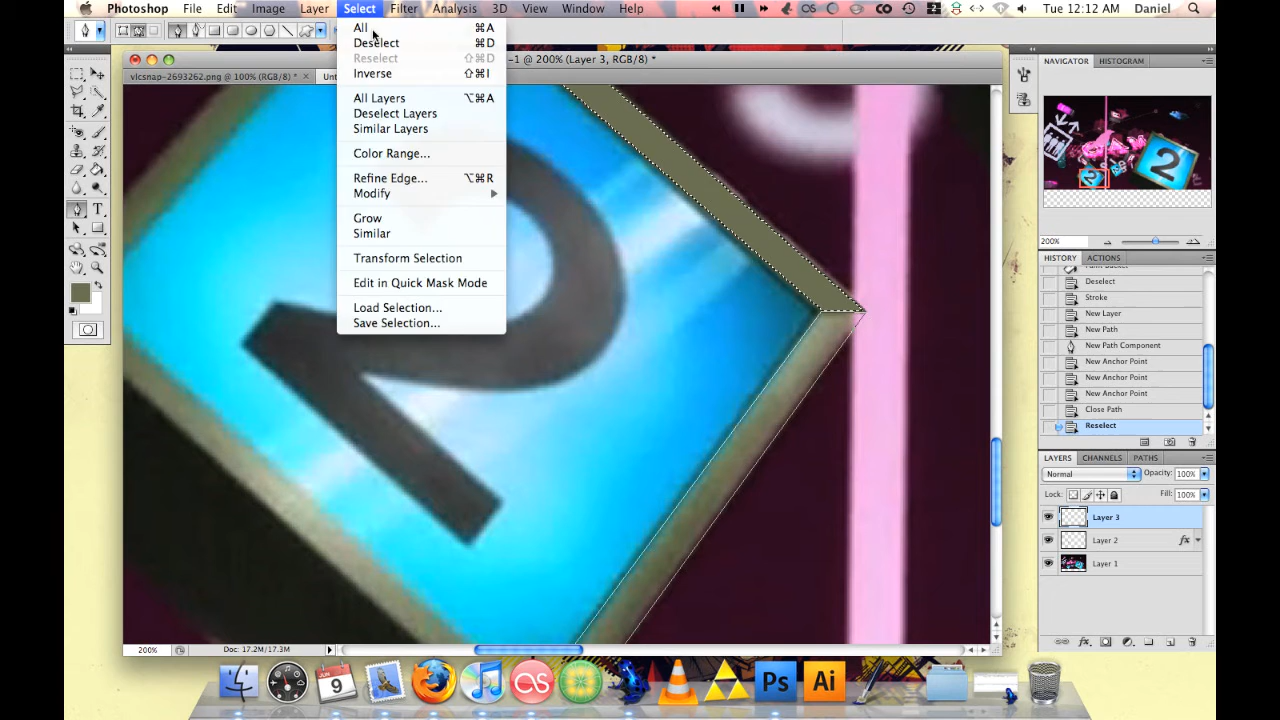 Photoshop File Edit Image Layer Select Filter Analysis 3D View Window Help Tue 12:12 AM Daniel
All ⌘A
Deselect ⌘D
Reselect ⇧⌘D
Inverse ⇧⌘I
All Layers ⌥⌘A
Deselect Layers
Similar Layers
Color Range...
Refine Edge... ⌥⌘R
Modify
Grow
Similar
Transform Selection
Edit in Quick Mask Mode
Load Selection...
Save Selection...
-1 @ 200% (Layer 3, RGB/8) *
vlcsnap-2693262.png @ 100% (RGB/8) *
Unt
2
200% Doc: 17.2M/17.3M
NAVIGATOR HISTOGRAM
2
2
200%
HISTORY ACTIONS
Deselect
Stroke
New Layer
New Path
New Path Component
New Anchor Point
New Anchor Point
New Anchor Point
Close Path
Reselect
LAYERS CHANNELS PATHS
Normal Opacity: 100%
Lock: Fill: 100%
Layer 3
Layer 2 fx
Layer 1
JUN
9
Ps
Ai